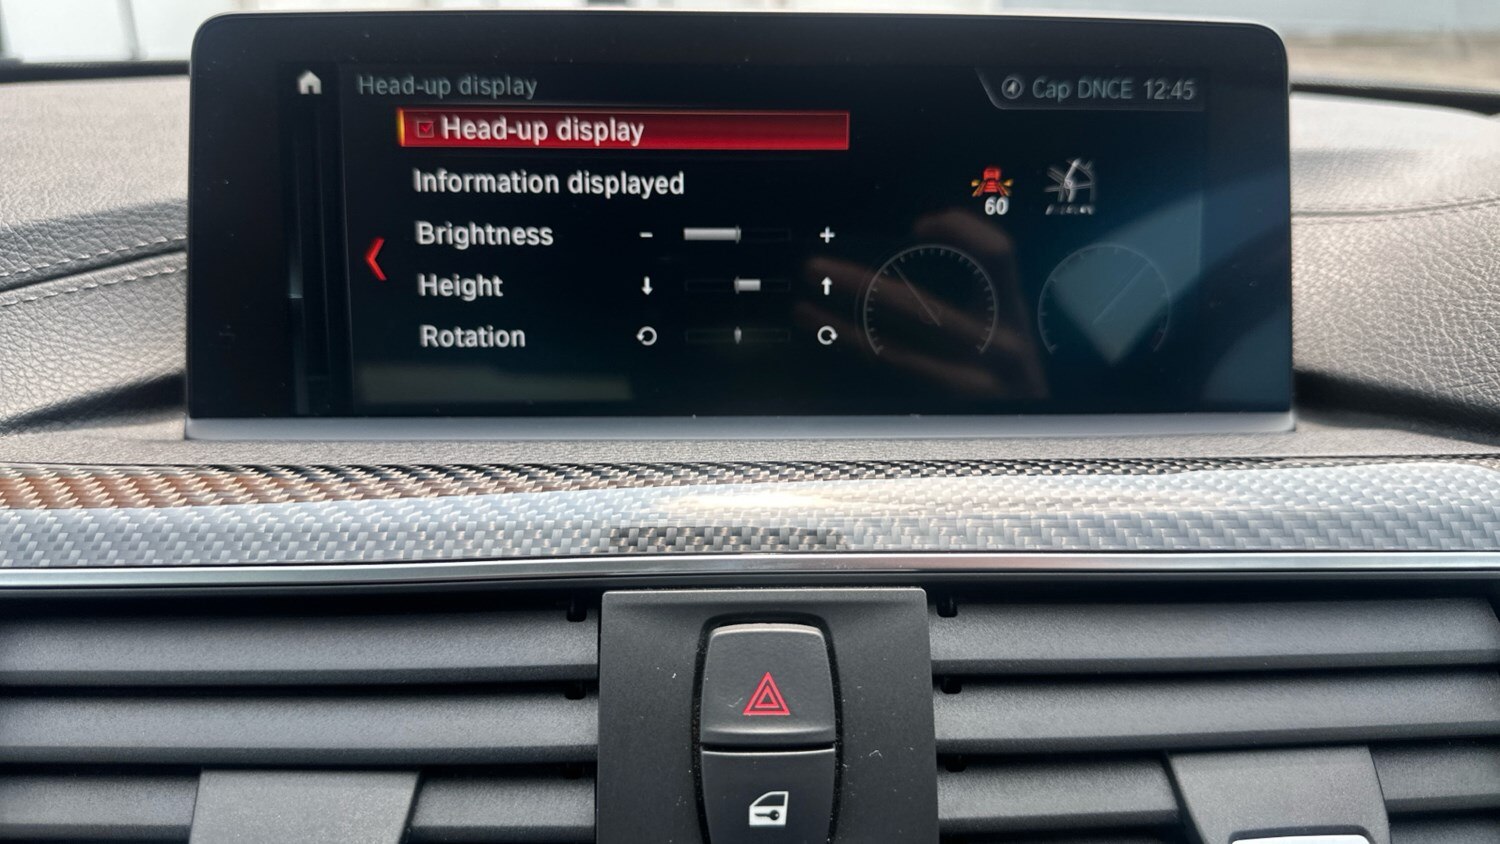 Head-up display
Cap DNCE 12:45
Head-up display
Information displayed
60
Brightness - +
Height
Rotation